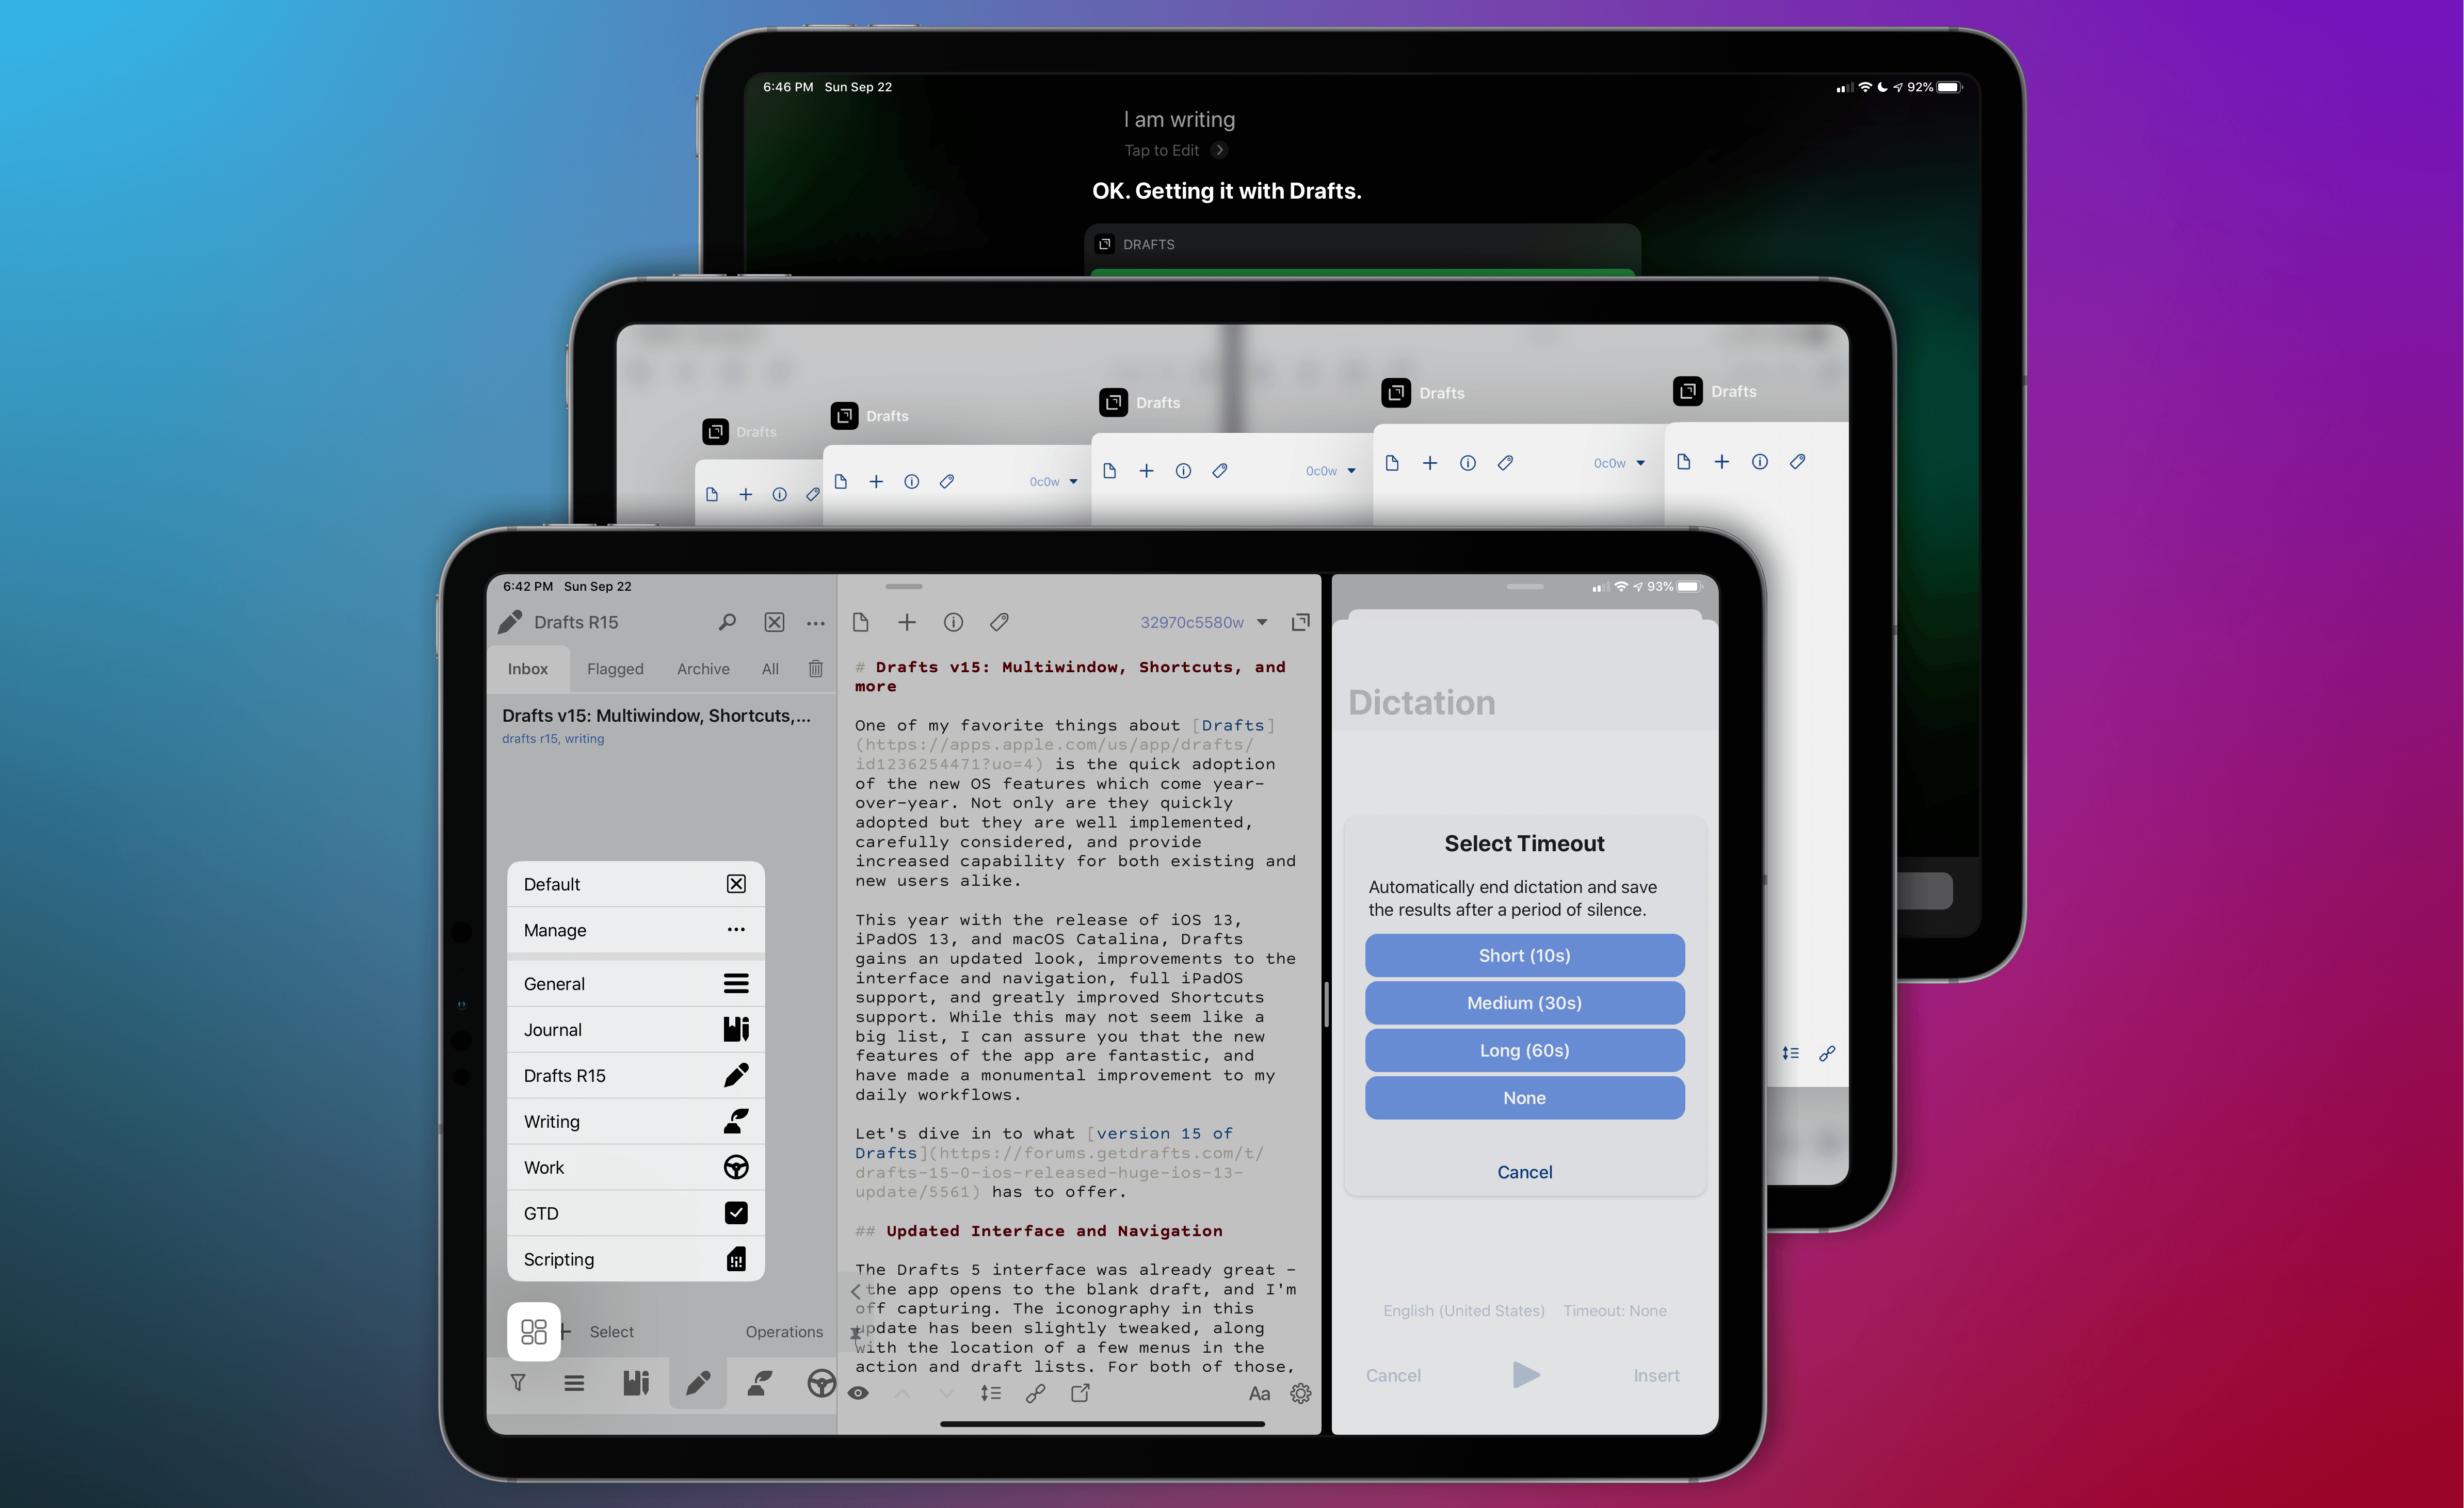 6:46 PM Sun Sep 22
92%
I am writing
Tap to Edit
OK. Getting it with Drafts.
DRAFTS
Drafts
Drafts
Drafts
Drafts
Drafts
0c0w
0c0w
0c0w
6:42 PM Sun Sep 22
93%
Drafts R15
Inbox Flagged Archive All
Drafts v15: Multiwindow, Shortcuts,...
drafts r15, writing
Default
Manage
General
Journal
Drafts R15
Writing
Work
GTD
Scripting
Select Operations
32970c5580w
# Drafts v15: Multiwindow, Shortcuts, and
more
One of my favorite things about [Drafts]
(https://apps.apple.com/us/app/drafts/
id1236254471?uo=4) is the quick adoption
of the new OS features which come year-
over-year. Not only are they quickly
adopted but they are well implemented,
carefully considered, and provide
increased capability for both existing and
new users alike.
This year with the release of iOS 13,
iPadOS 13, and macOS Catalina, Drafts
gains an updated look, improvements to the
interface and navigation, full iPadOS
support, and greatly improved Shortcuts
support. While this may not seem like a
big list, I can assure you that the new
features of the app are fantastic, and
have made a monumental improvement to my
daily workflows.
Let's dive in to what [version 15 of
Drafts](https://forums.getdrafts.com/t/
drafts-15-0-ios-released-huge-ios-13-
update/5561) has to offer.
## Updated Interface and Navigation
The Drafts 5 interface was already great -
the app opens to the blank draft, and I'm
off capturing. The iconography in this
update has been slightly tweaked, along
with the location of a few menus in the
action and draft lists. For both of those,
Aa
Dictation
Select Timeout
Automatically end dictation and save
the results after a period of silence.
Short (10s)
Medium (30s)
Long (60s)
None
Cancel
English (United States) Timeout: None
Cancel Insert